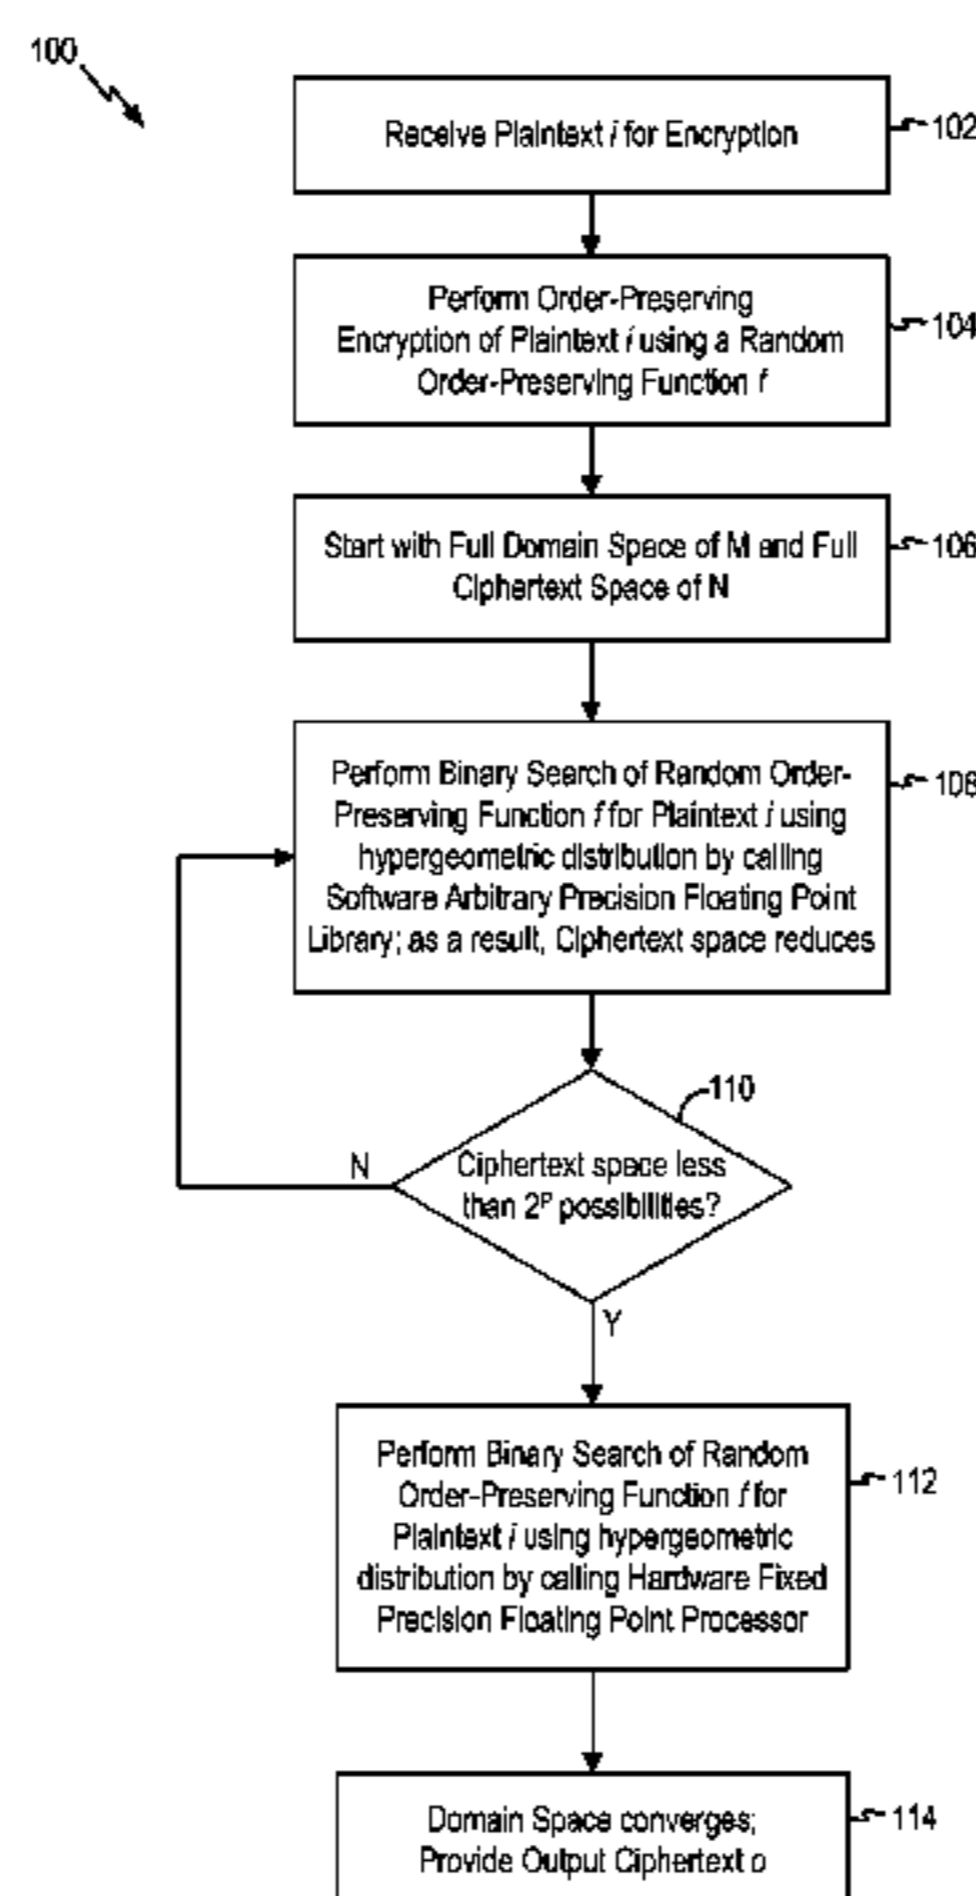 100
Receive Plaintext i for Encryption
102
Perform Order-Preserving
Encryption of Plaintext i using a Random
Order-Preserving Function f
104
Start with Full Domain Space of M and Full
Ciphertext Space of N
106
Perform Binary Search of Random Order-
Preserving Function f for Plaintext i using
hypergeometric distribution by calling
Software Arbitrary Precision Floating Point
Library; as a result, Ciphertext space reduces
108
110
Ciphertext space less
than 2ᵖ possibilities?
N
Y
Perform Binary Search of Random
Order-Preserving Function f for
Plaintext i using hypergeometric
distribution by calling Hardware Fixed
Precision Floating Point Processor
112
Domain Space converges;
Provide Output Ciphertext o
114